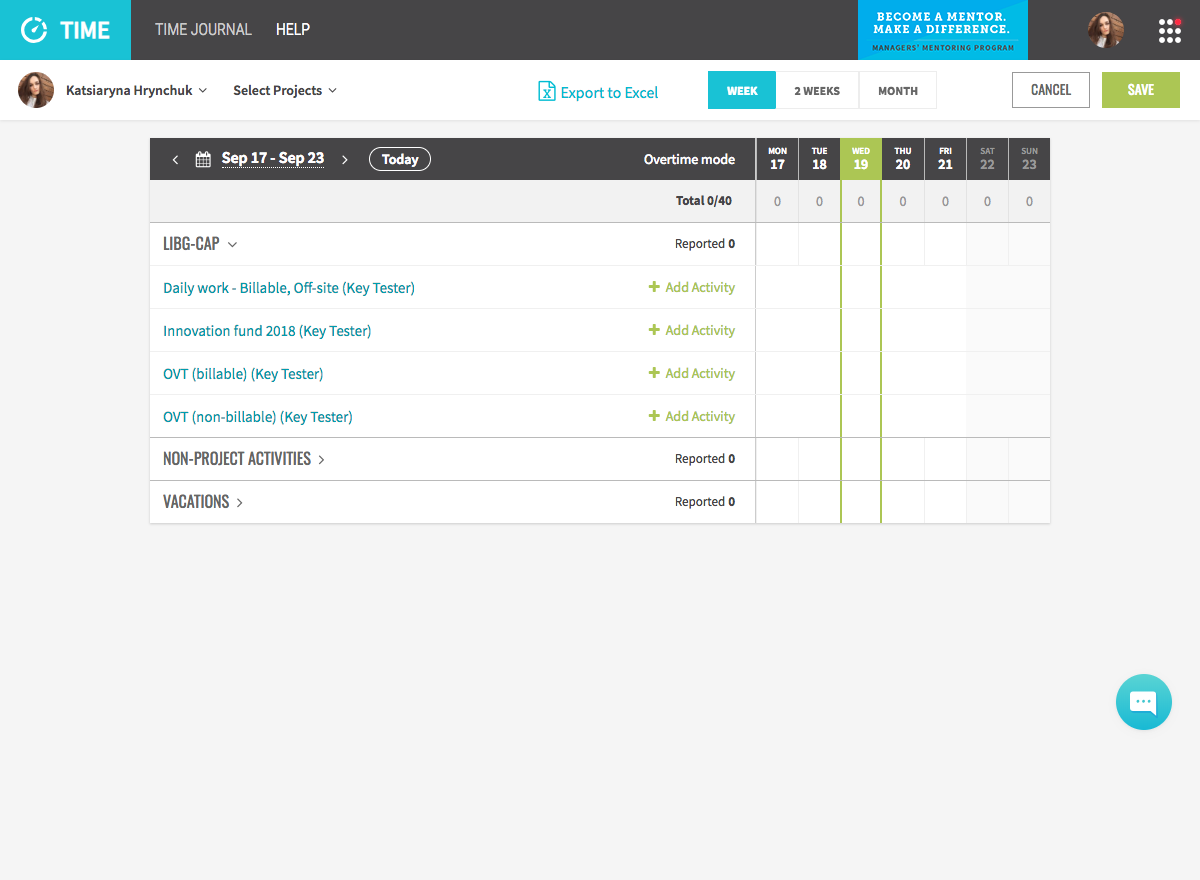 TIME
TIME JOURNAL HELP
BECOME A MENTOR.
MAKE A DIFFERENCE.
MANAGERS' MENTORING PROGRAM
Katsiaryna Hrynchuk Select Projects
X Export to Excel
WEEK 2 WEEKS MONTH
CANCEL SAVE
Sep 17 - Sep 23 Today Overtime mode
MON TUE WED THU FRI SAT SUN
17 18 19 20 21 22 23
Total 0/40 0 0 0 0 0 0 0
LIBG-CAP Reported 0
Daily work - Billable, Off-site (Key Tester) + Add Activity
Innovation fund 2018 (Key Tester) + Add Activity
OVT (billable) (Key Tester) + Add Activity
OVT (non-billable) (Key Tester) + Add Activity
NON-PROJECT ACTIVITIES Reported 0
VACATIONS Reported 0